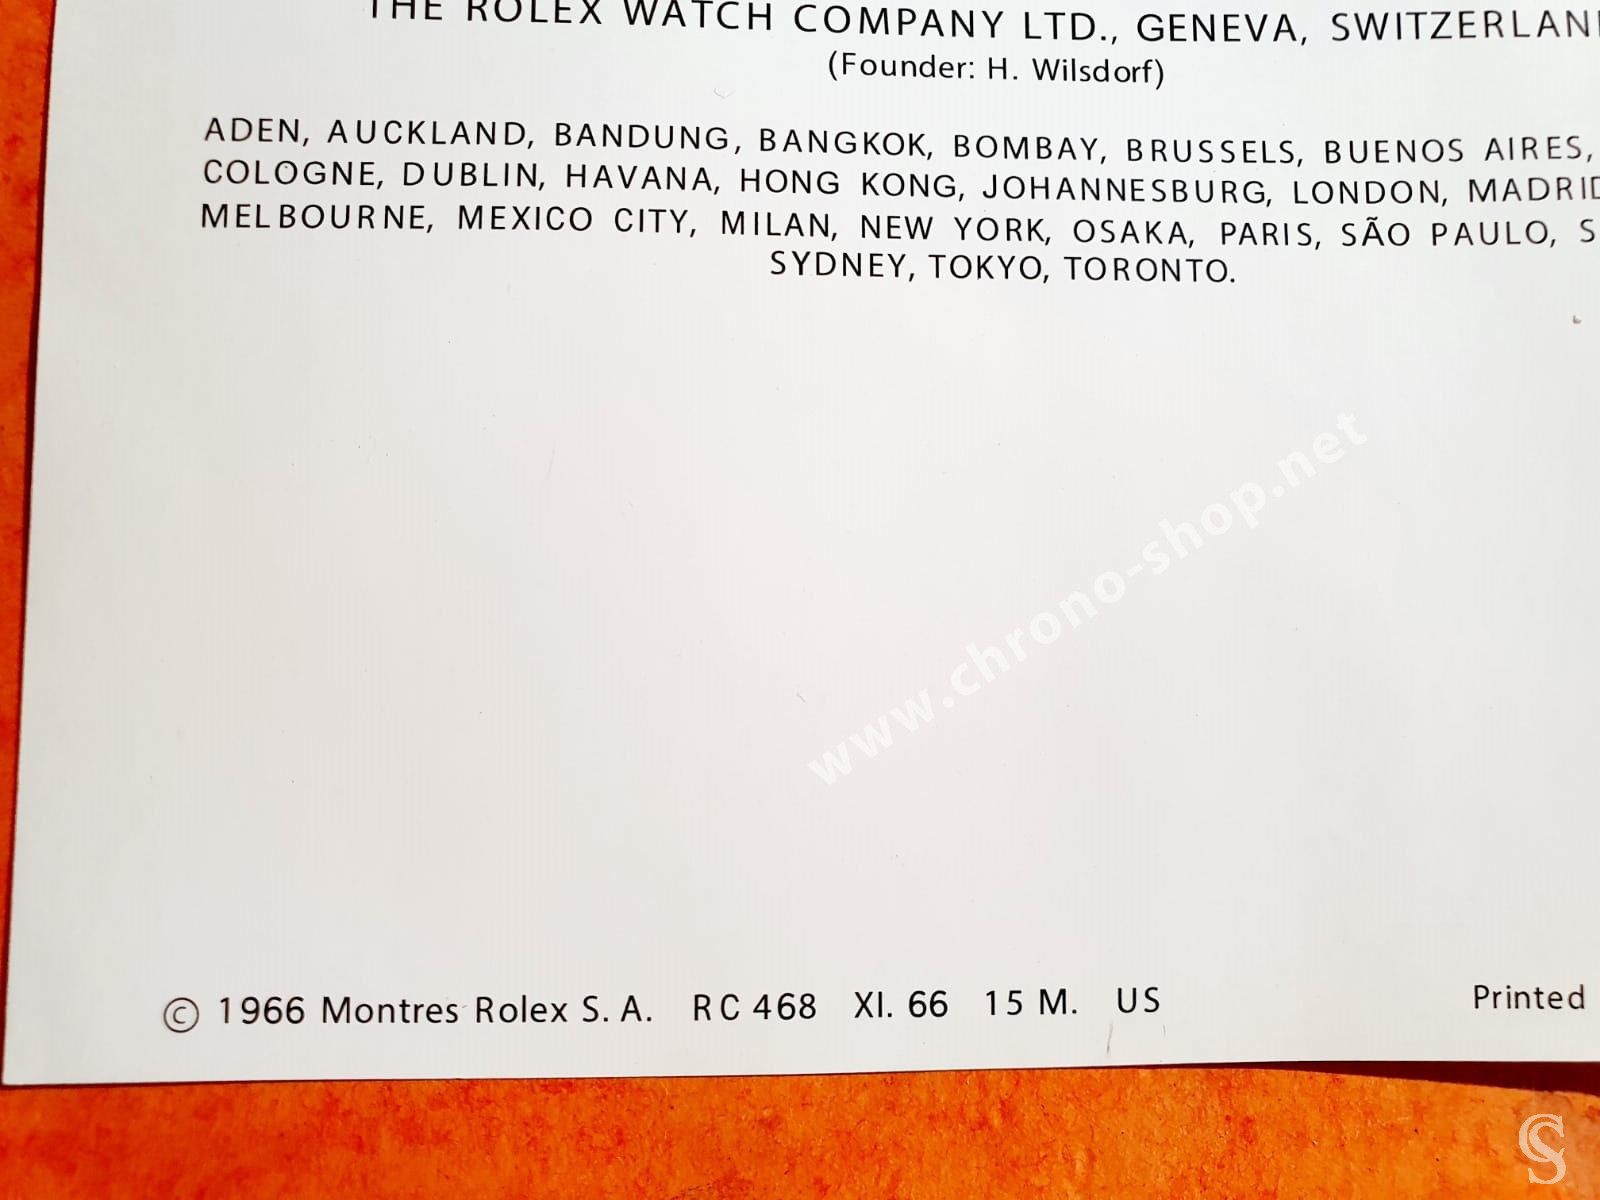 THE ROLEX WATCH COMPANY LTD., GENEVA, SWITZERLAND
(Founder: H. Wilsdorf)
ADEN, AUCKLAND, BANDUNG, BANGKOK, BOMBAY, BRUSSELS, BUENOS AIRES,
COLOGNE, DUBLIN, HAVANA, HONG KONG, JOHANNESBURG, LONDON, MADRID
MELBOURNE, MEXICO CITY, MILAN, NEW YORK, OSAKA, PARIS, SÃO PAULO,
SYDNEY, TOKYO, TORONTO.
www.chrono-shop.net
© 1966 Montres Rolex S. A. RC 468 XI. 66 15 M. US Printed